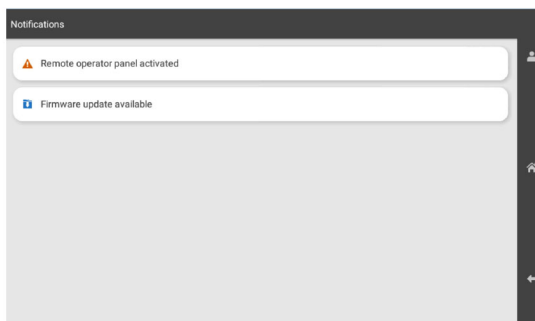 Notifications
Remote operator panel activated
Firmware update available